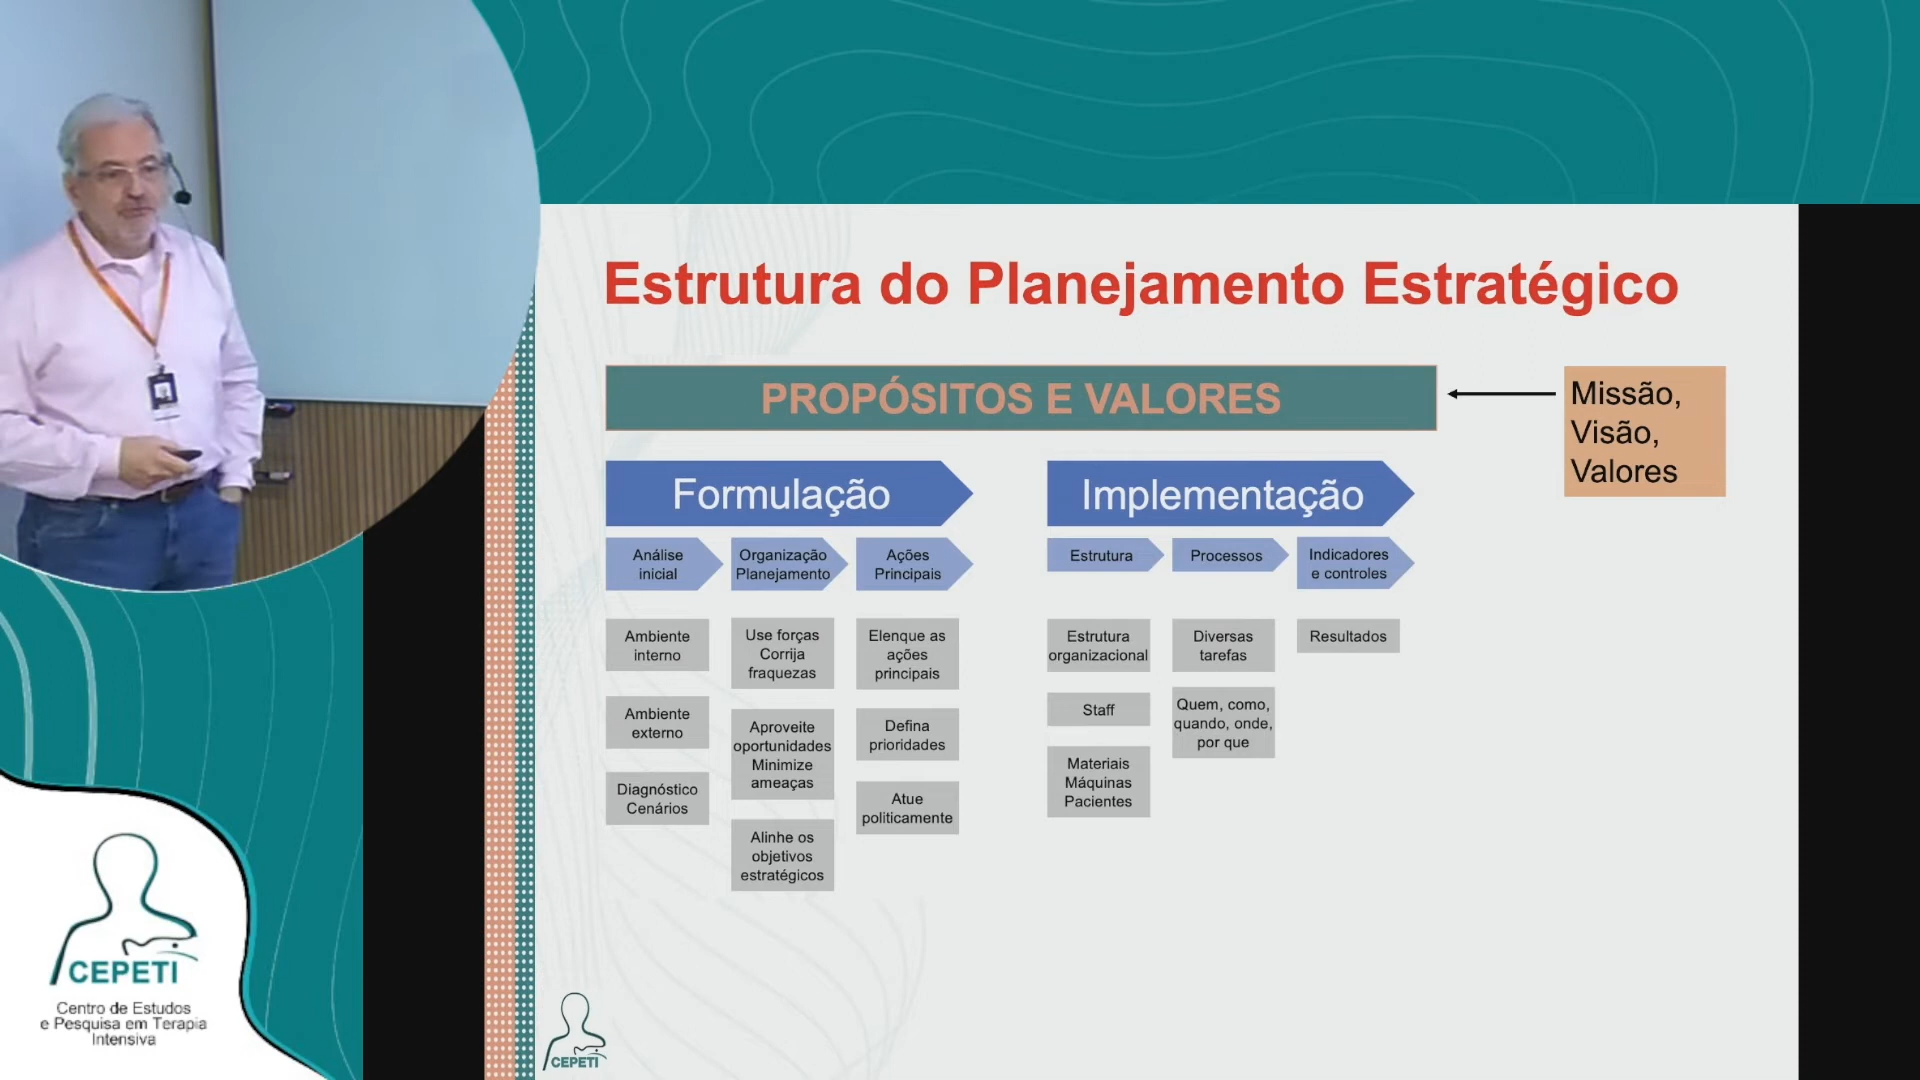 Estrutura do Planejamento Estratégico
PROPÓSITOS E VALORES
Missão,
Visão,
Valores
Formulação
Implementação
Análise
inicial
Organização
Planejamento
Ações
Principais
Estrutura
Processos
Indicadores
e controles
Ambiente
interno
Ambiente
externo
Diagnóstico
Cenários
Use forças
Corrija
fraquezas
Aproveite
oportunidades
Minimize
ameaças
Alinhe os
objetivos
estratégicos
Elenque as
ações
principais
Defina
prioridades
Atue
politicamente
Estrutura
organizacional
Staff
Materiais
Máquinas
Pacientes
Diversas
tarefas
Quem, como,
quando, onde,
por que
Resultados
CEPETI
Centro de Estudos
e Pesquisa em Terapia
Intensiva
CEPETI